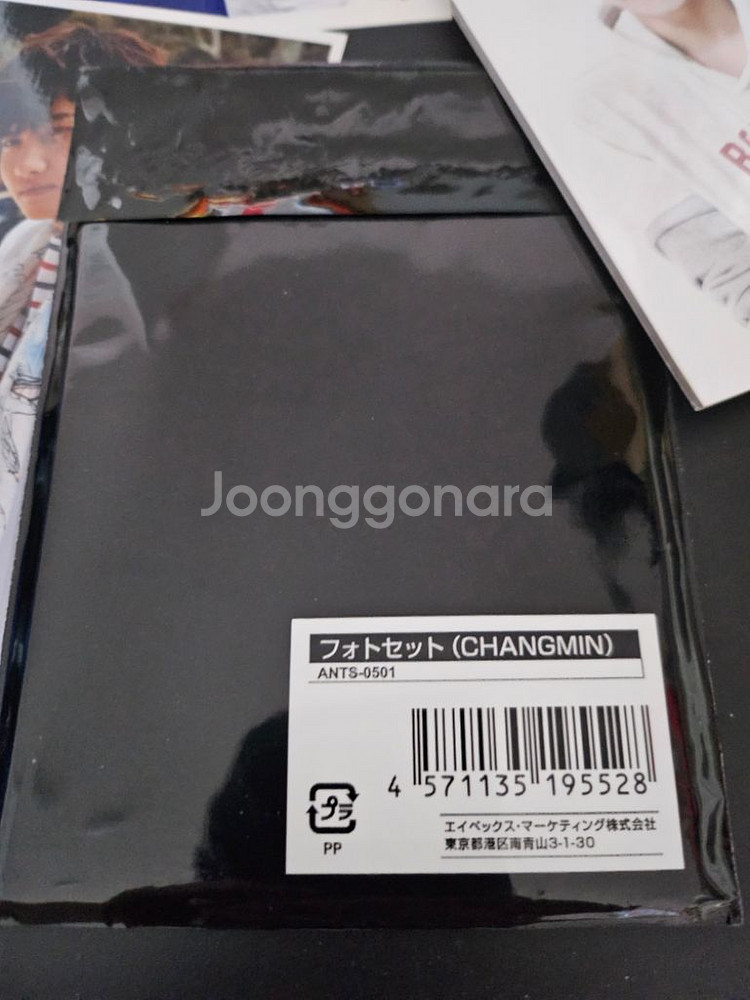 Joonggonara
フォトセット(CHANGMIN)
ANTS-0501
4 571135 195528
プラ
PP
エイベックス・マーケティング株式会社
東京都港区南青山3-1-30